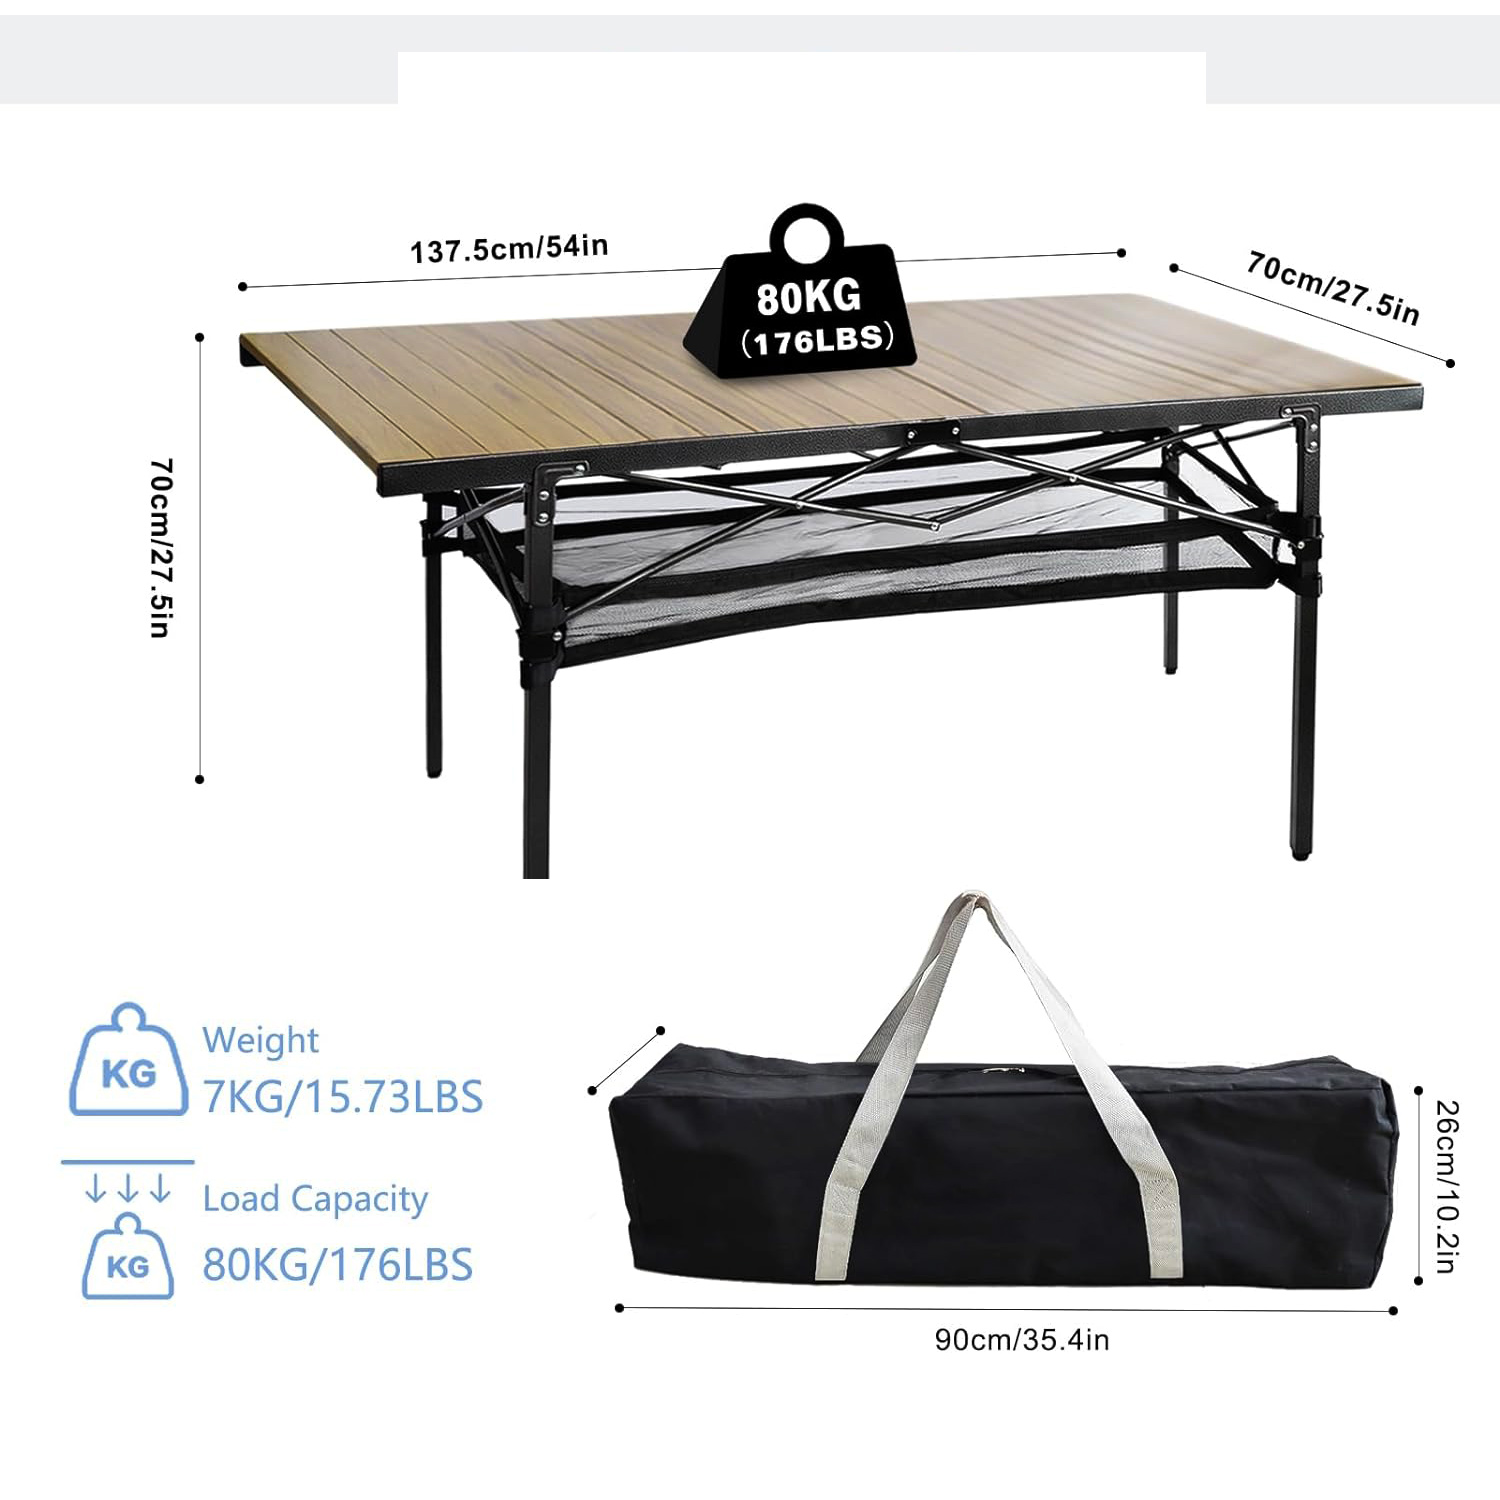 137.5cm/54in
70cm/27.5in
80KG
(176LBS)
70cm/27.5in
KG
Weight
7KG/15.73LBS
Load Capacity
KG
80KG/176LBS
26cm/10.2in
90cm/35.4in